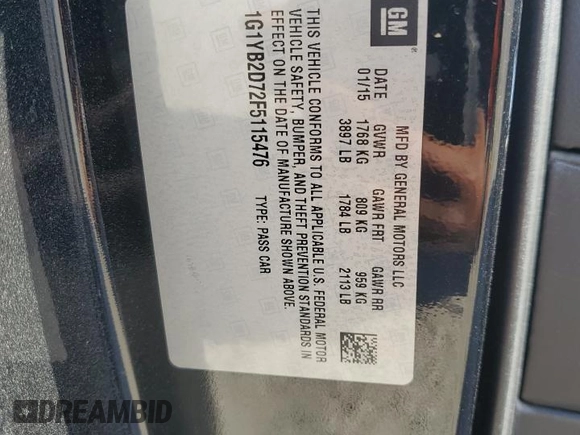 GM
MFD BY GENERAL MOTORS LLC
DATE GVWR GAWR FRT GAWR RR
01/15 1768 KG 809 KG 959 KG
3897 LB 1784 LB 2113 LB
THIS VEHICLE CONFORMS TO ALL APPLICABLE U.S. FEDERAL MOTOR
VEHICLE SAFETY, BUMPER, AND THEFT PREVENTION STANDARDS IN
EFFECT ON THE DATE OF MANUFACTURE SHOWN ABOVE.
1G1YB2D72F5115476 TYPE: PASS CAR
DREAMBID